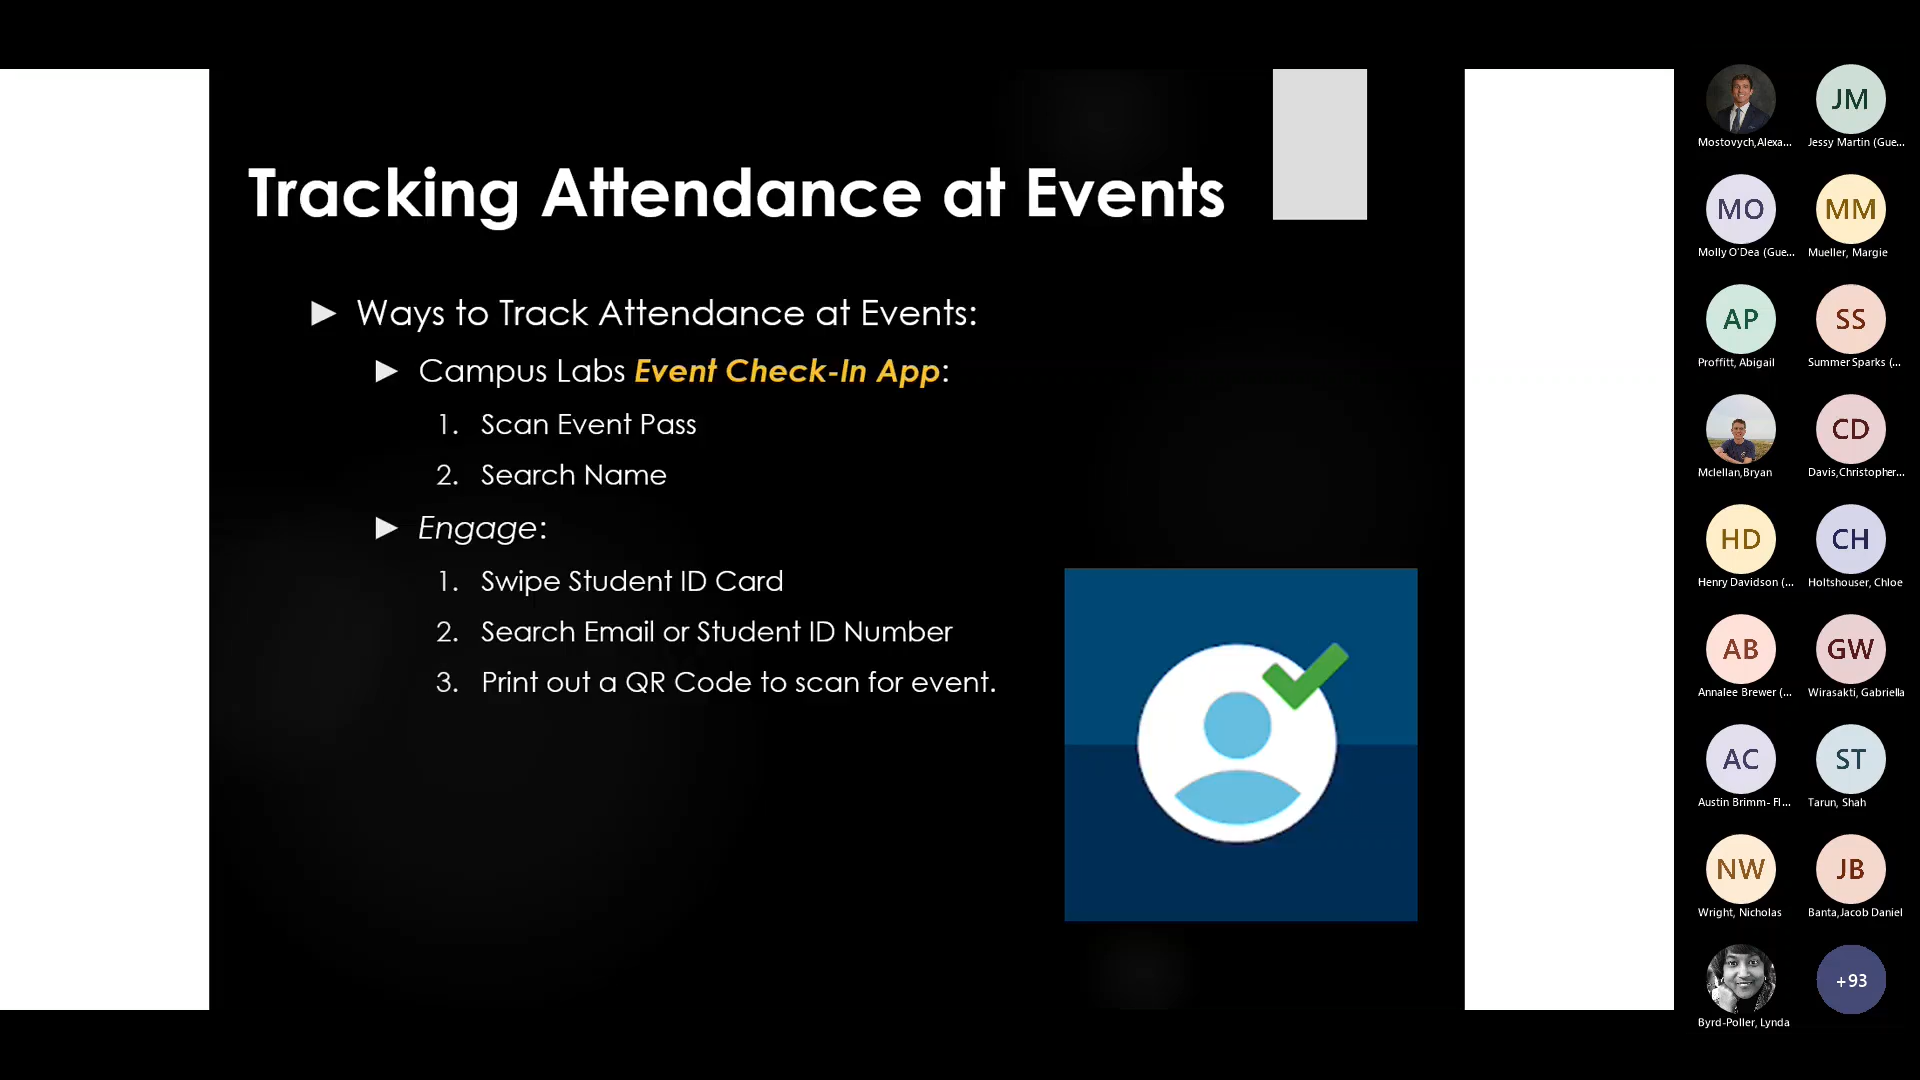 Tracking Attendance at Events
Ways to Track Attendance at Events:
Campus Labs Event Check-In App:
1. Scan Event Pass
2. Search Name
Engage:
1. Swipe Student ID Card
2. Search Email or Student ID Number
3. Print out a QR Code to scan for event.
Mostovych,Alexa...
JM
Jessy Martin (Gue...
MO
Molly O'Dea (Gue...
MM
Mueller, Margie
AP
Proffitt, Abigail
SS
Summer Sparks (...
Mclellan,Bryan
CD
Davis,Christopher...
HD
Henry Davidson (...
CH
Holtshouser, Chloe
AB
Annalee Brewer (...
GW
Wirasakti, Gabriella
AC
Austin Brimm- Fl...
ST
Tarun, Shah
NW
Wright, Nicholas
JB
Banta,Jacob Daniel
Byrd-Poller, Lynda
+93